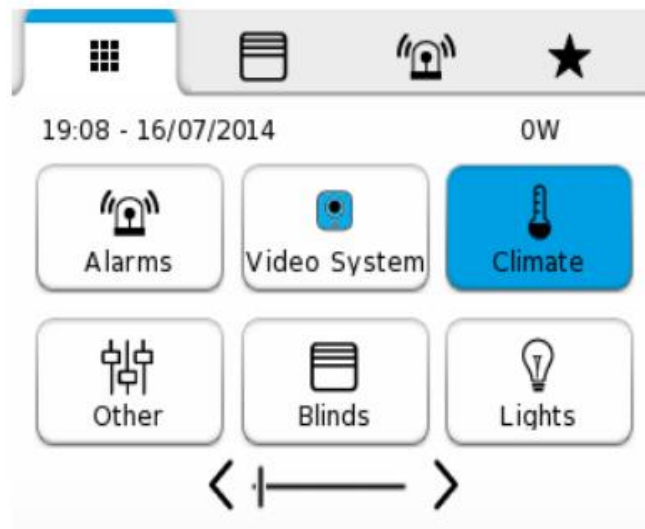 19:08 - 16/07/2014 0W
Alarms Video System Climate
Other Blinds Lights